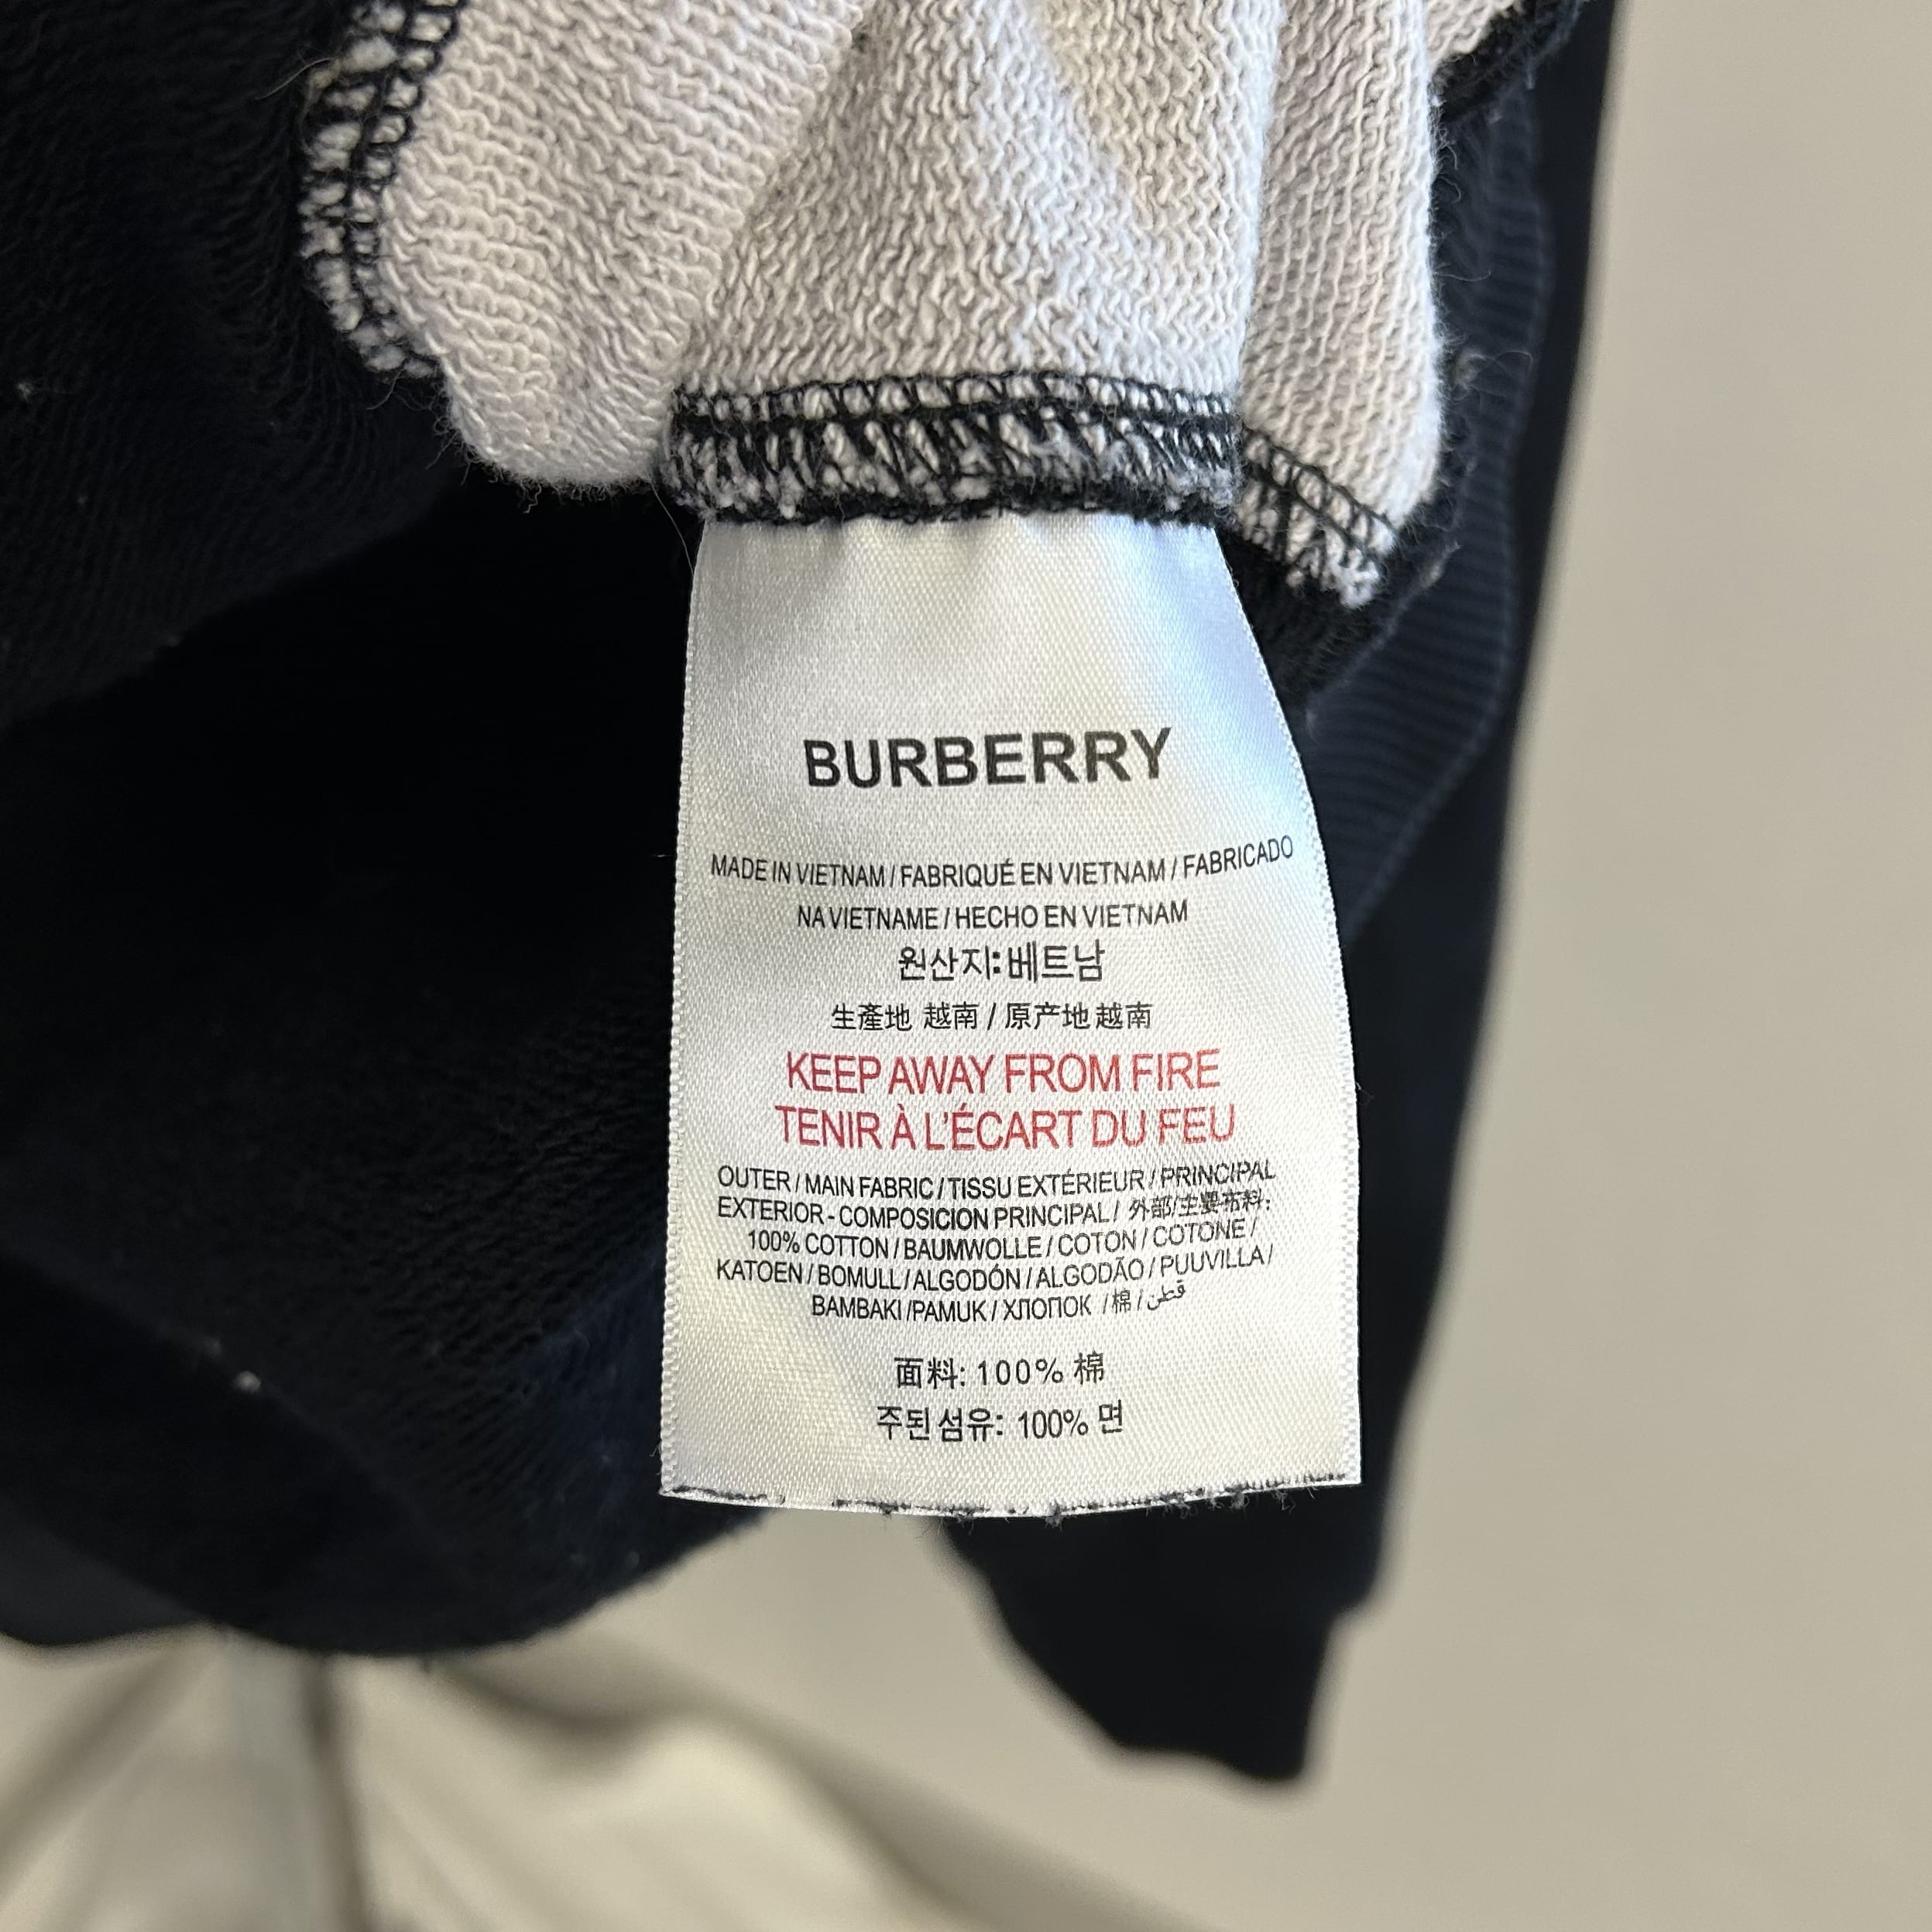 BURBERRY
MADE IN VIETNAM / FABRIQUÉ EN VIETNAM / FABRICADO
NA VIETNAME / HECHO EN VIETNAM
원산지: 베트남
生產地 越南 / 原产地 越南
KEEP AWAY FROM FIRE
TENIR À L'ÉCART DU FEU
OUTER / MAIN FABRIC / TISSU EXTÉRIEUR / PRINCIPAL
EXTERIOR - COMPOSICION PRINCIPAL / 外部/主要布料:
100% COTTON / BAUMWOLLE / COTON / COTONE /
KATOEN / BOMULL / ALGODÓN / ALGODÃO / PUUVILLA /
BAMBAKI /PAMUK / ХЛОПОК / 棉 / قطن
面料: 100% 棉
주된 섬유: 100% 면